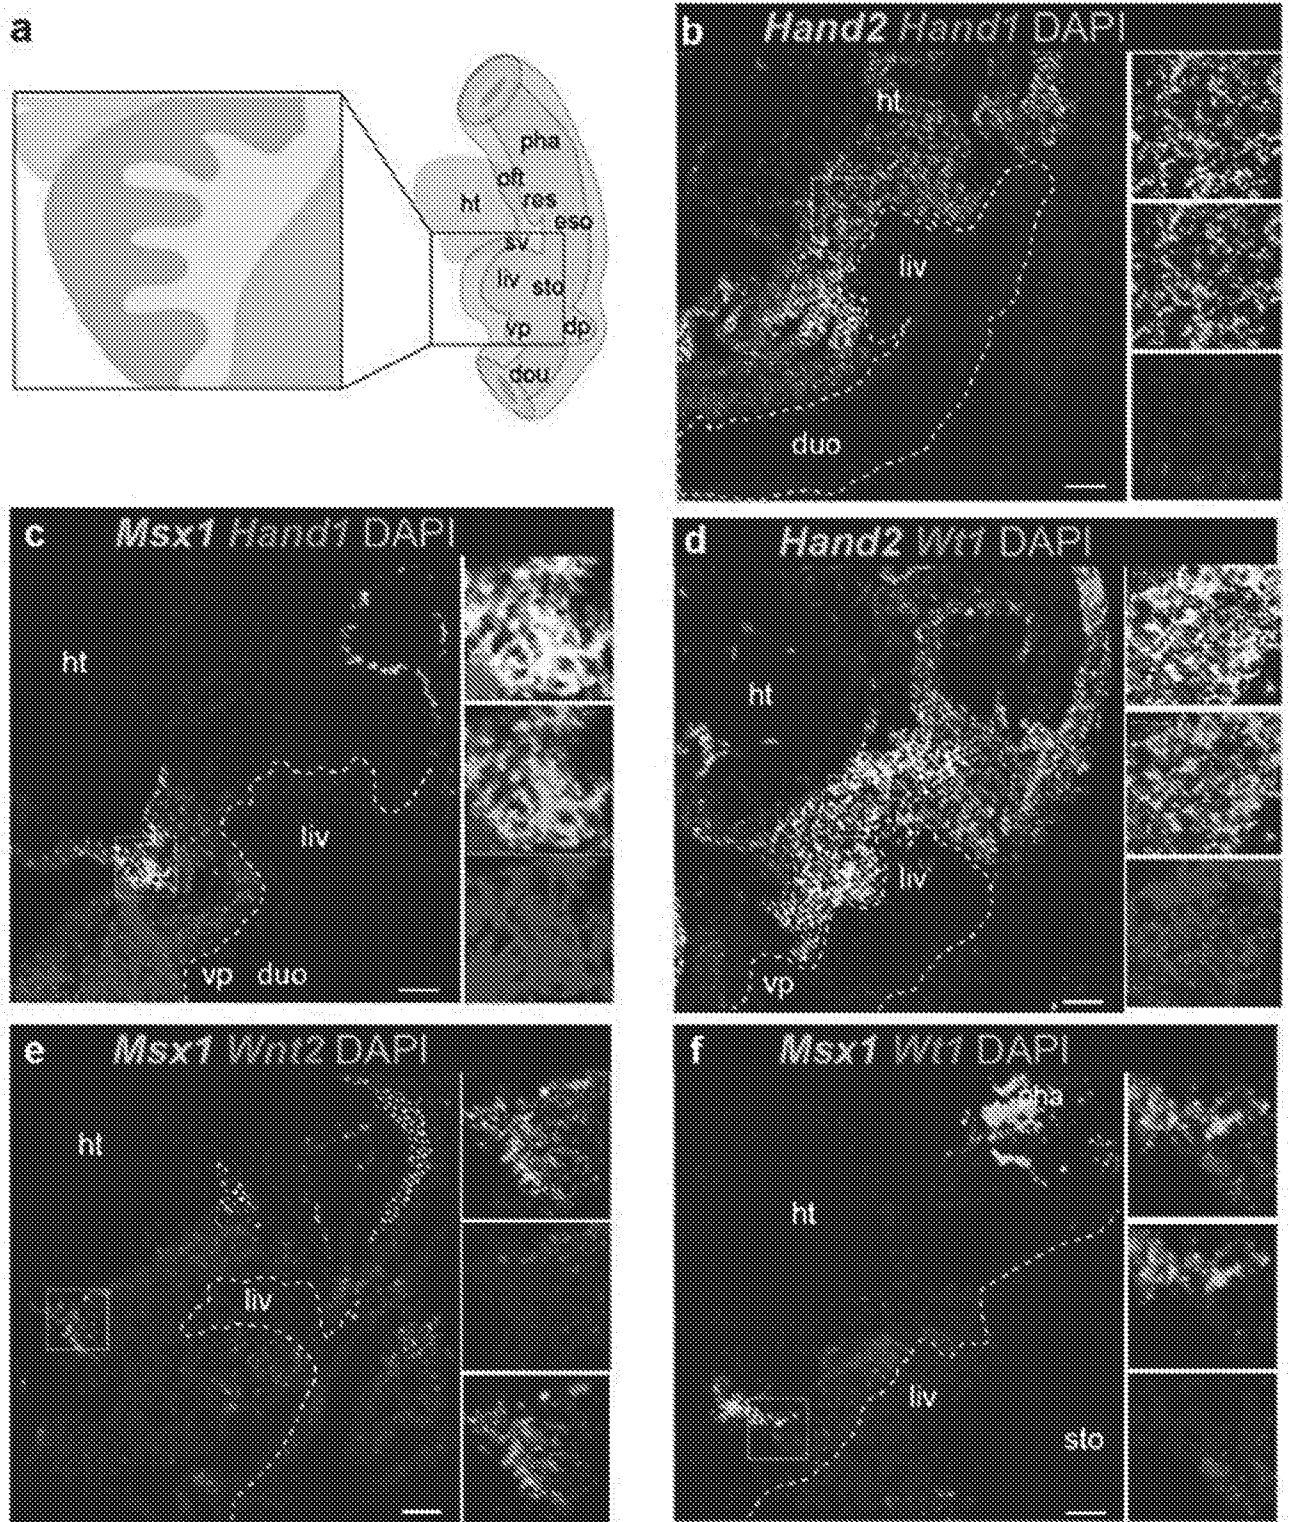 a
pha
oft
ht
res
eso
sv
liv
sto
vp
dp
dou
b
Hand2 Hand1 DAPI
ht
liv
duo
c
Msx1 Hand1 DAPI
ht
liv
vp duo
d
Hand2 Wt1 DAPI
ht
liv
vp
e
Msx1 Wnt2 DAPI
ht
liv
f
Msx1 Wt1 DAPI
pha
ht
liv
sto